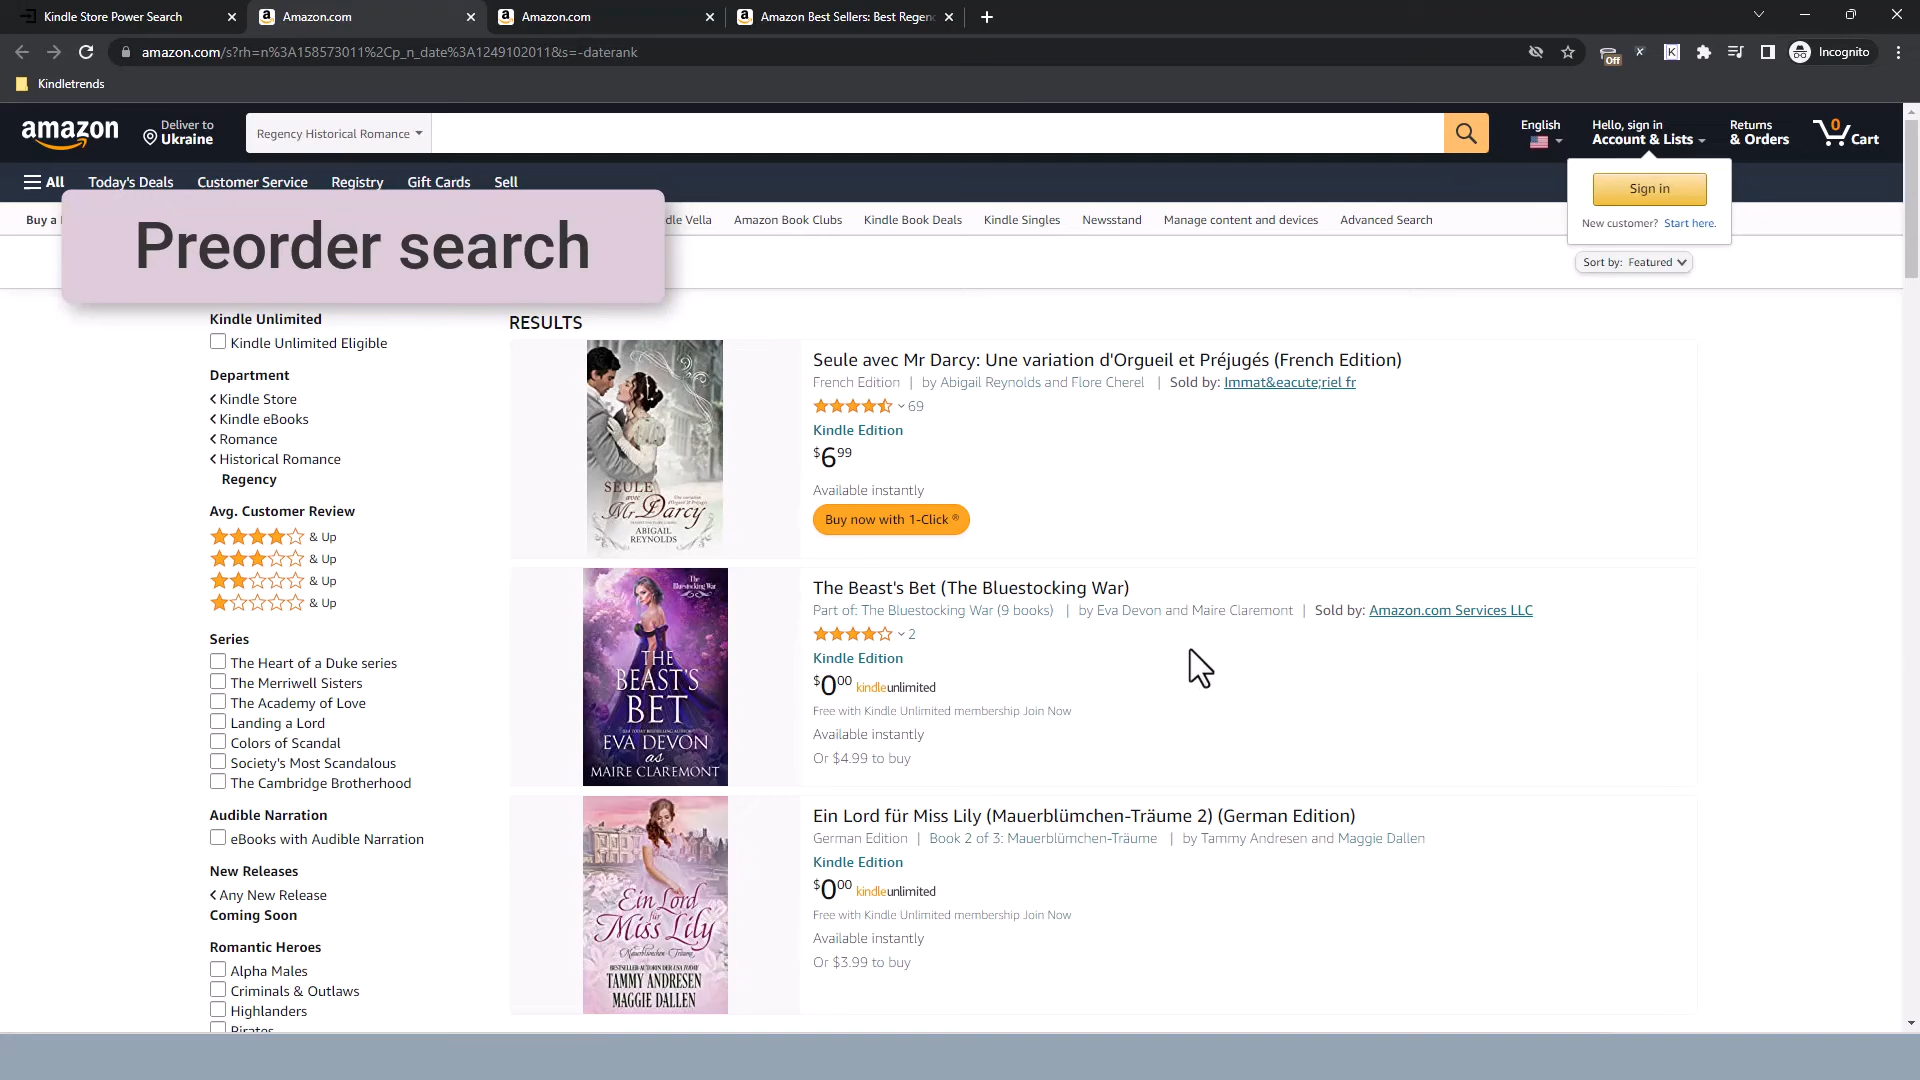 Kindle Store Power Search
Amazon.com
Amazon.com
Amazon Best Sellers: Best Regen
amazon.com/s?rh=n%3A158573011%2Cp_n_date%3A1249102011&s=-daterank
Off
K
Incognito
Kindletrends
amazon
Deliver to
Ukraine
Regency Historical Romance
English
Hello, sign in
Account & Lists
Returns
& Orders
0
Cart
All
Today's Deals
Customer Service
Registry
Gift Cards
Sell
Sign in
New customer? Start here.
Buy a
dle Vella
Amazon Book Clubs
Kindle Book Deals
Kindle Singles
Newsstand
Manage content and devices
Advanced Search
Preorder search
Sort by: Featured
Kindle Unlimited
Kindle Unlimited Eligible
Department
Kindle Store
Kindle eBooks
Romance
Historical Romance
Regency
Avg. Customer Review
& Up
& Up
& Up
& Up
Series
The Heart of a Duke series
The Merriwell Sisters
The Academy of Love
Landing a Lord
Colors of Scandal
Society's Most Scandalous
The Cambridge Brotherhood
Audible Narration
eBooks with Audible Narration
New Releases
Any New Release
Coming Soon
Romantic Heroes
Alpha Males
Criminals & Outlaws
Highlanders
Pirates
RESULTS
SEULE
avec
Mr Darcy
ABIGAIL
REYNOLDS
Seule avec Mr Darcy: Une variation d'Orgueil et Préjugés (French Edition)
French Edition | by Abigail Reynolds and Flore Cherel | Sold by: Immat&eacute;riel fr
69
Kindle Edition
$6 99
Available instantly
Buy now with 1-Click ®
The
Bluestocking War
THE
BEAST'S
BET
EVA DEVON
as
MAIRE CLAREMONT
The Beast's Bet (The Bluestocking War)
Part of: The Bluestocking War (9 books) | by Eva Devon and Maire Claremont | Sold by: Amazon.com Services LLC
2
Kindle Edition
$0 00 kindleunlimited
Free with Kindle Unlimited membership Join Now
Available instantly
Or $4.99 to buy
Ein Lord
für
Miss Lily
Mauerblümchen-Träume
BESTSELLER-AUTORIN DER USA TODAY
TAMMY ANDRESEN
MAGGIE DALLEN
Ein Lord für Miss Lily (Mauerblümchen-Träume 2) (German Edition)
German Edition | Book 2 of 3: Mauerblümchen-Träume | by Tammy Andresen and Maggie Dallen
Kindle Edition
$0 00 kindleunlimited
Free with Kindle Unlimited membership Join Now
Available instantly
Or $3.99 to buy